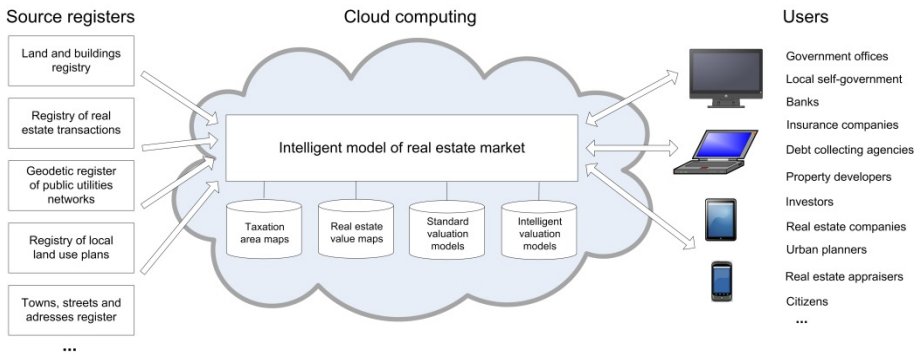 Source registers
Cloud computing
Users
Land and buildings
registry
Registry of real
estate transactions
Geodetic register
of public utilities
networks
Registry of local
land use plans
Towns, streets and
adresses register
...
Intelligent model of real estate market
Taxation
area maps
Real estate
value maps
Standard
valuation
models
Intelligent
valuation
models
Government offices
Local self-government
Banks
Insurance companies
Debt collecting agencies
Property developers
Investors
Real estate companies
Urban planners
Real estate appraisers
Citizens
...